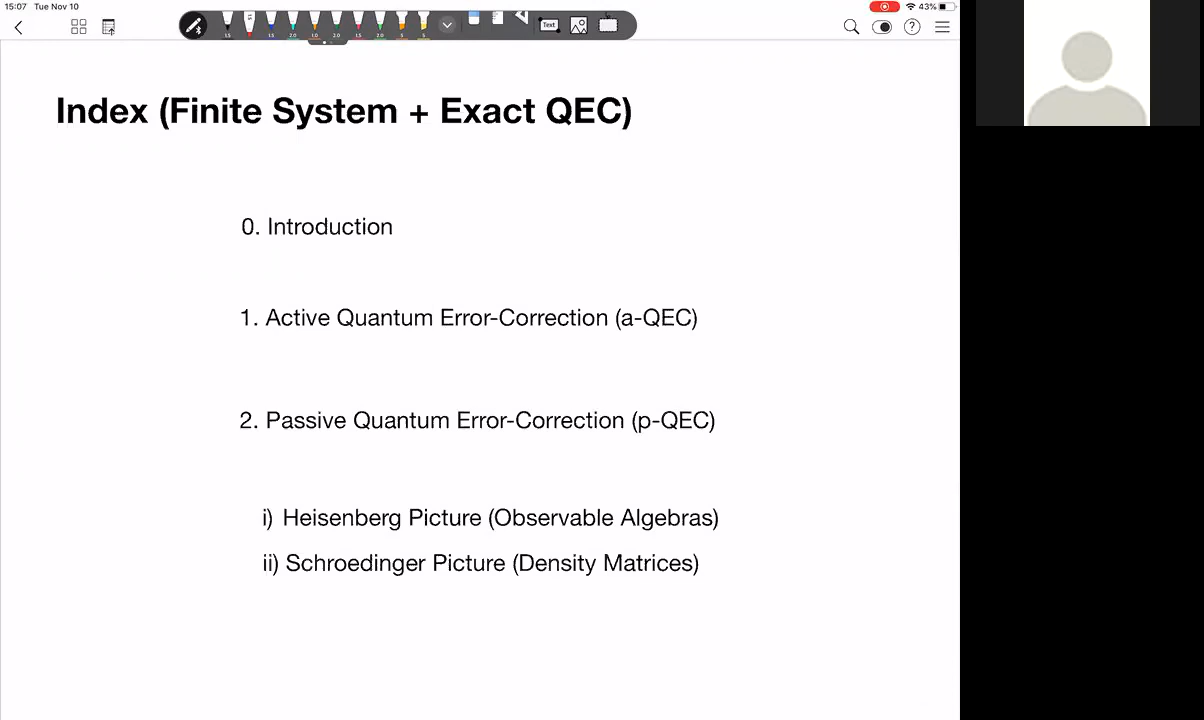 15:07 Tue Nov 10
43%
Text
Index (Finite System + Exact QEC)
0. Introduction
1. Active Quantum Error-Correction (a-QEC)
2. Passive Quantum Error-Correction (p-QEC)
i) Heisenberg Picture (Observable Algebras)
ii) Schroedinger Picture (Density Matrices)